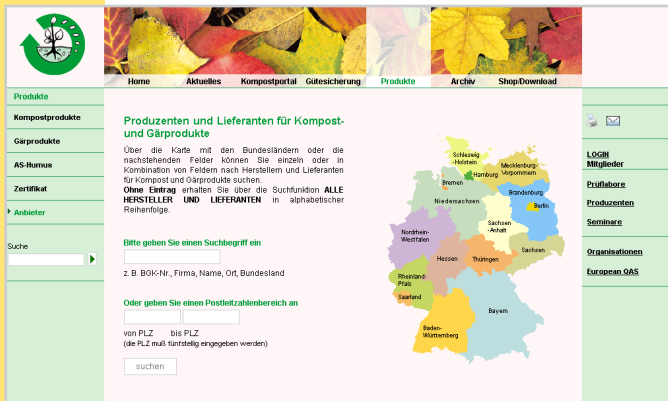 Home
Aktuelles
Kompostportal
Gütesicherung
Produkte
Archiv
Shop/Download
Produkte
Kompostprodukte
Gärprodukte
AS-Humus
Zertifikat
Anbieter
Suche
Produzenten und Lieferanten für Kompost-
und Gärprodukte
Über die Karte mit den Bundesländern oder die
nachstehenden Felder können Sie einzeln oder in
Kombination von Feldern nach Herstellern und Lieferanten
für Kompost und Gärprodukte suchen.
Ohne Eintrag erhalten Sie über die Suchfunktion ALLE
HERSTELLER UND LIEFERANTEN in alphabetischer
Reihenfolge.
Bitte geben Sie einen Suchbegriff ein
z. B. BGK-Nr., Firma, Name, Ort, Bundesland
Oder geben Sie einen Postleitzahlenbereich an
von PLZ
bis PLZ
(die PLZ muß fünfstellig eingegeben werden)
suchen
Schleswig
-Holstein
Hamburg
Mecklenburg-
Vorpommern
Bremen
Brandenburg
Niedersachsen
Berlin
Sachsen
-Anhalt
Nordrhein-
Westfalen
Hessen
Thüringen
Sachsen
Rheinland-
Pfalz
Saarland
Bayern
Baden-
Württemberg
LOGIN
Mitglieder
Prüflabore
Produzenten
Seminare
Organisationen
European QAS